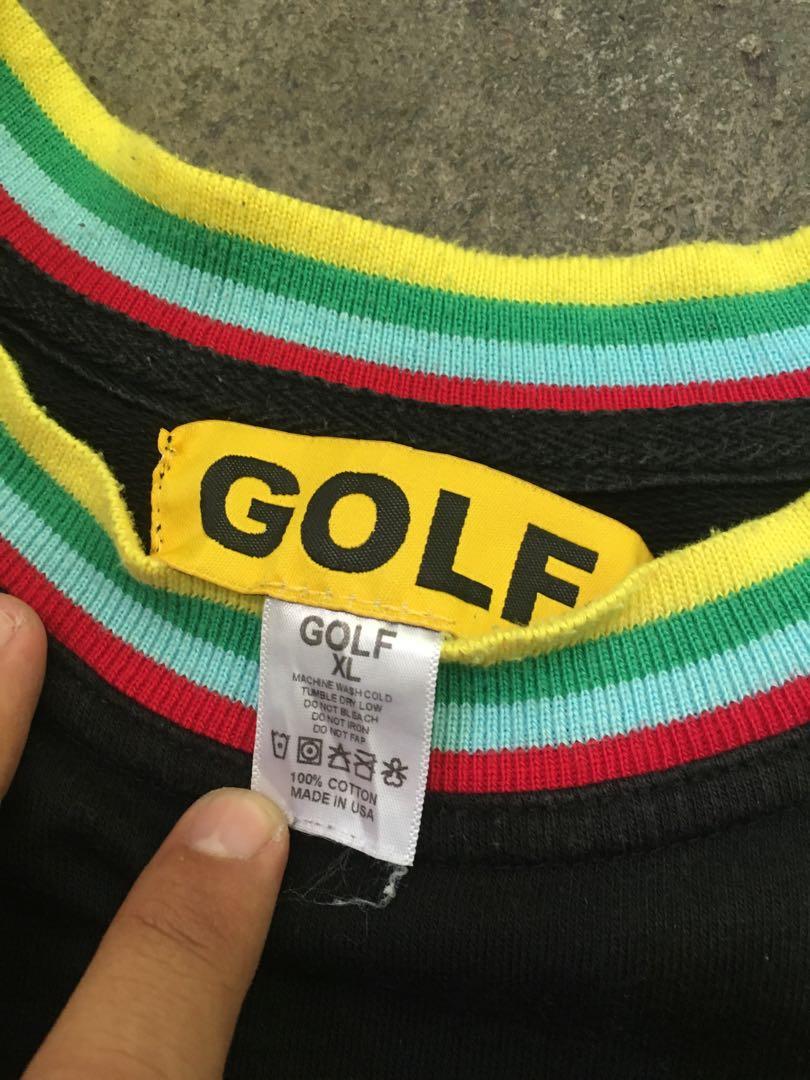 GOLF
GOLF
XL
MACHINE WASH COLD
TUMBLE DRY LOW
DO NOT BLEACH
DO NOT IRON
DO NOT FAP
100% COTTON
MADE IN USA